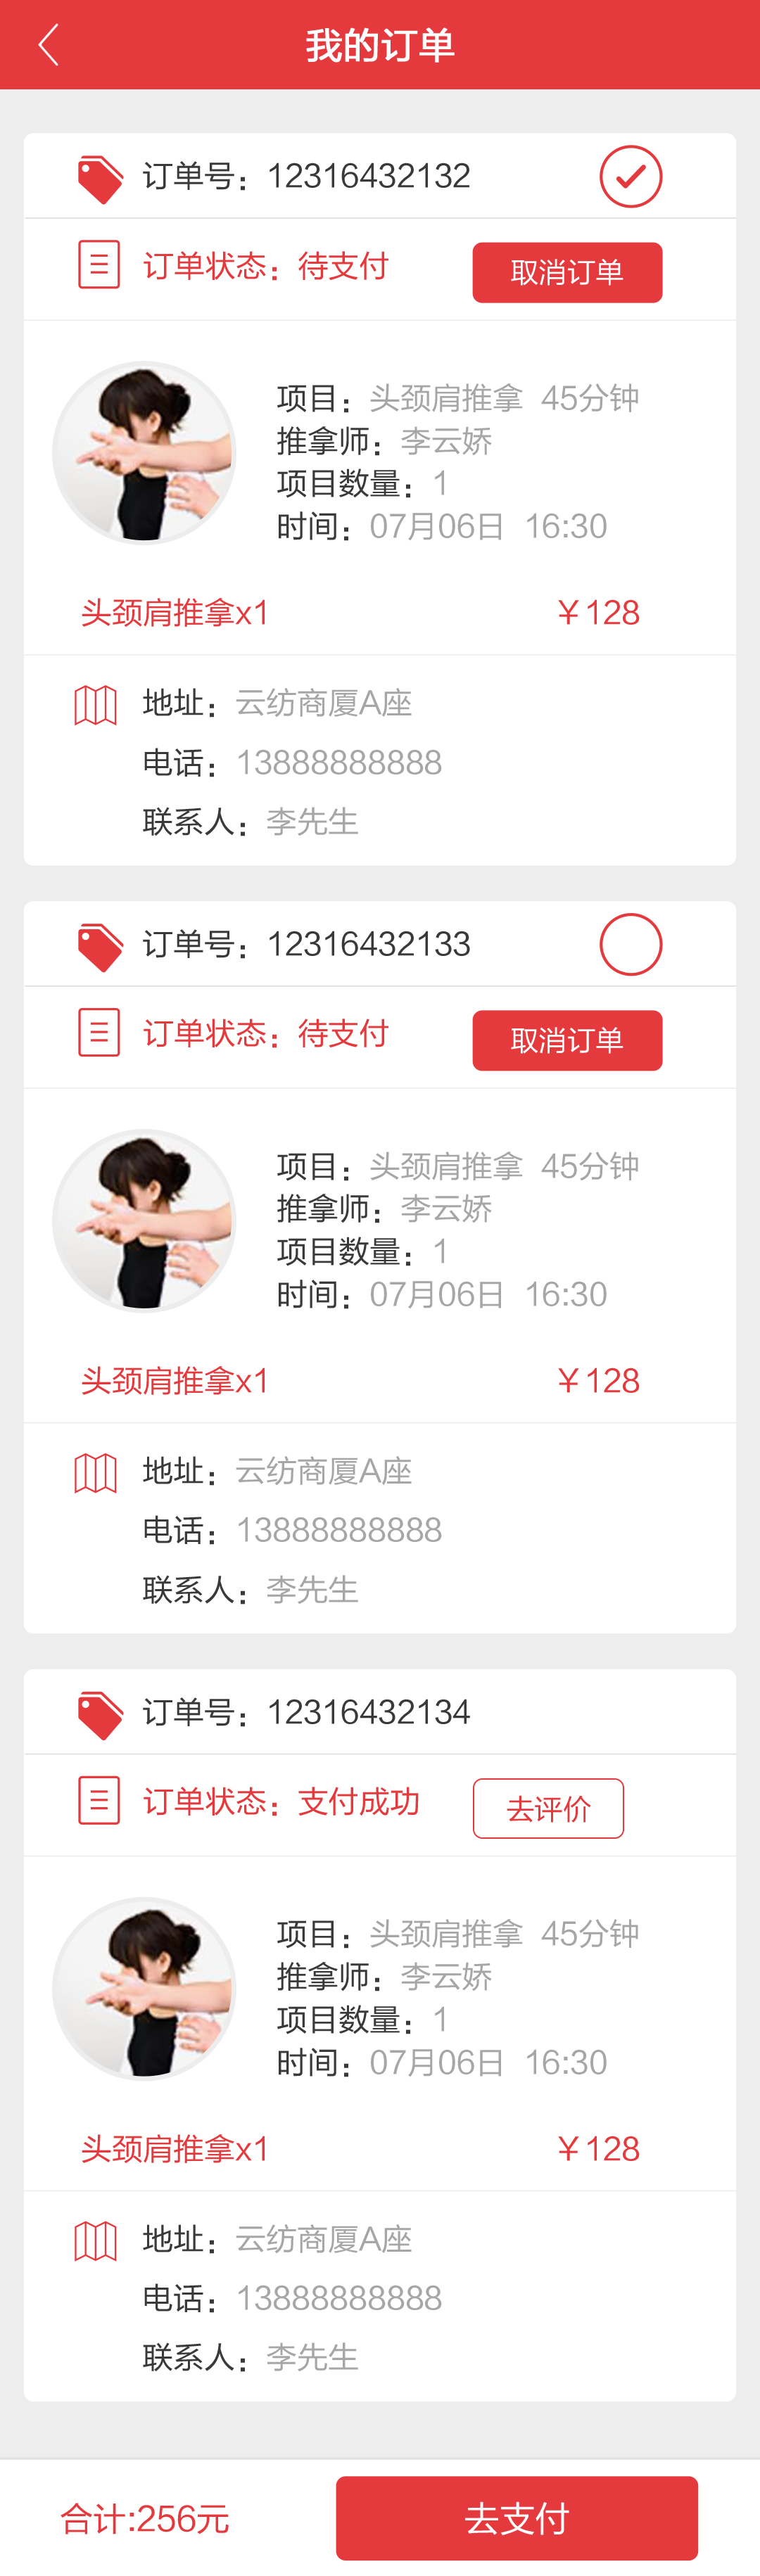 我的订单
订单号：12316432132
订单状态：待支付 取消订单
项目：头颈肩推拿 45分钟
推拿师：李云娇
项目数量：1
时间：07月06日 16:30
头颈肩推拿x1 ￥128
地址：云纺商厦A座
电话：13888888888
联系人：李先生
订单号：12316432133
订单状态：待支付 取消订单
项目：头颈肩推拿 45分钟
推拿师：李云娇
项目数量：1
时间：07月06日 16:30
头颈肩推拿x1 ￥128
地址：云纺商厦A座
电话：13888888888
联系人：李先生
订单号：12316432134
订单状态：支付成功 去评价
项目：头颈肩推拿 45分钟
推拿师：李云娇
项目数量：1
时间：07月06日 16:30
头颈肩推拿x1 ￥128
地址：云纺商厦A座
电话：13888888888
联系人：李先生
合计:256元 去支付